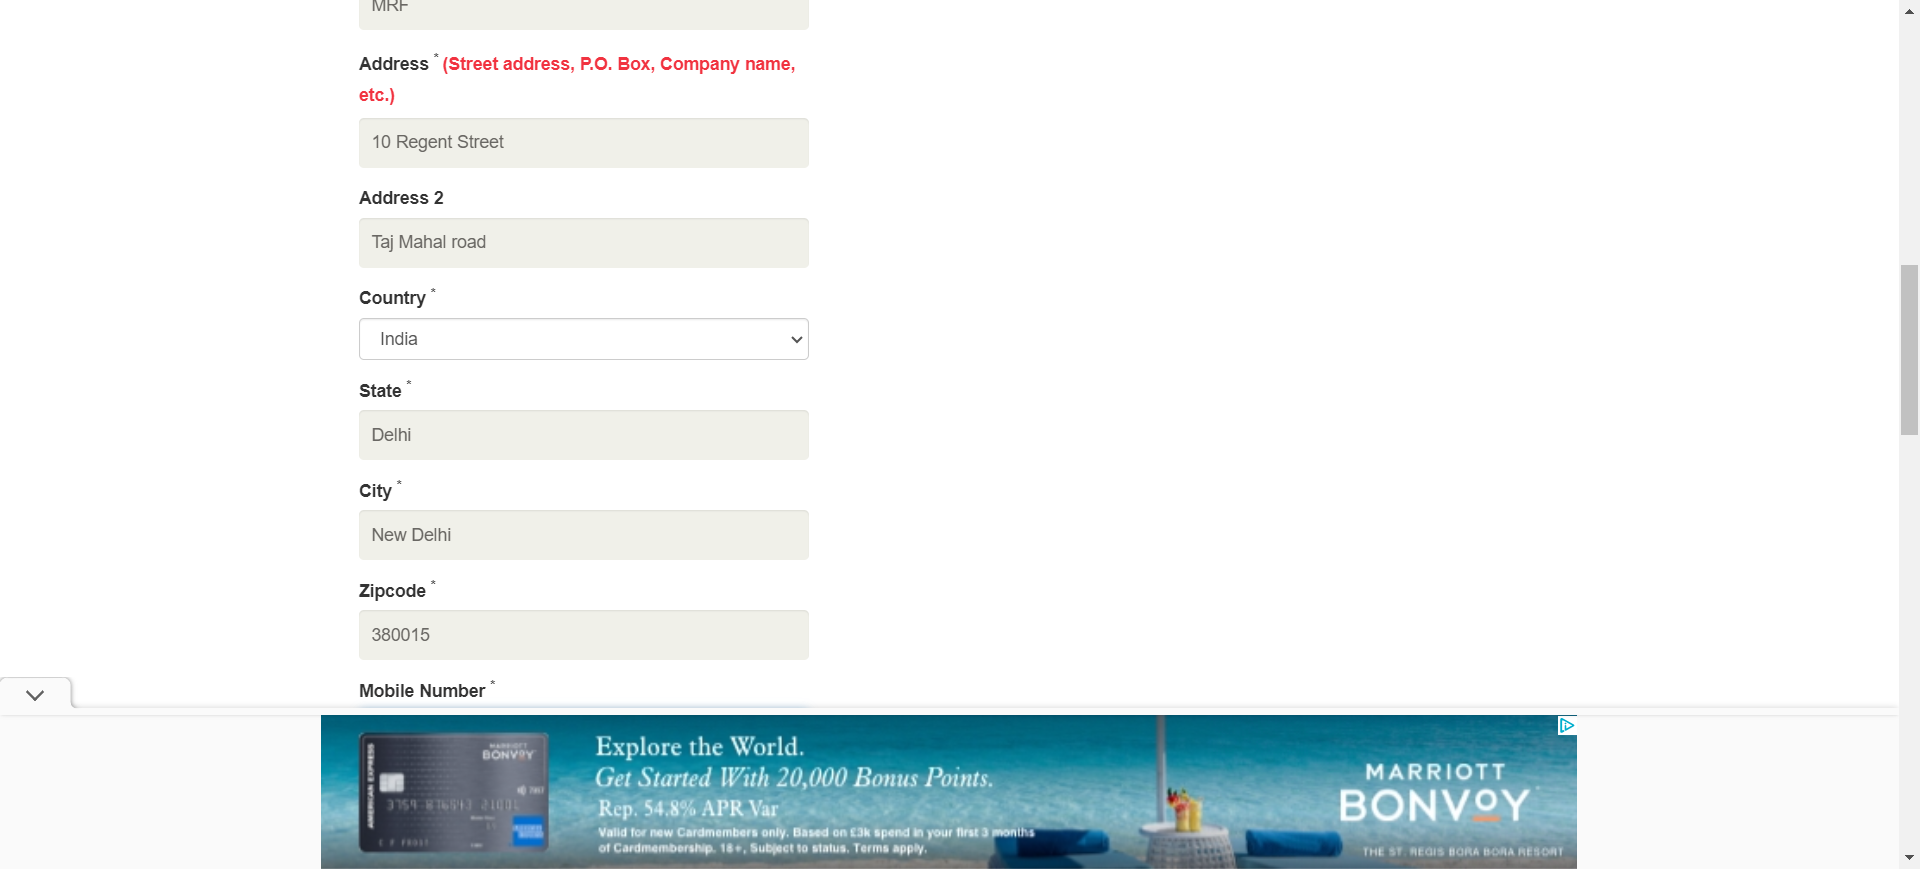 MRF
Address * (Street address, P.O. Box, Company name,
etc.)
10 Regent Street
Address 2
Taj Mahal road
Country *
India
State *
Delhi
City *
New Delhi
Zipcode *
380015
Mobile Number *
AMERICAN EXPRESS
MARRIOTT
BONVOY
Explore the World.
Get Started With 20,000 Bonus Points.
Rep. 54.8% APR Var
Valid for new Cardmembers only. Based on £3k spend in your first 3 months
of Cardmembership. 18+, Subject to status. Terms apply.
MARRIOTT
BONVOY
THE ST. REGIS BORA BORA RESORT